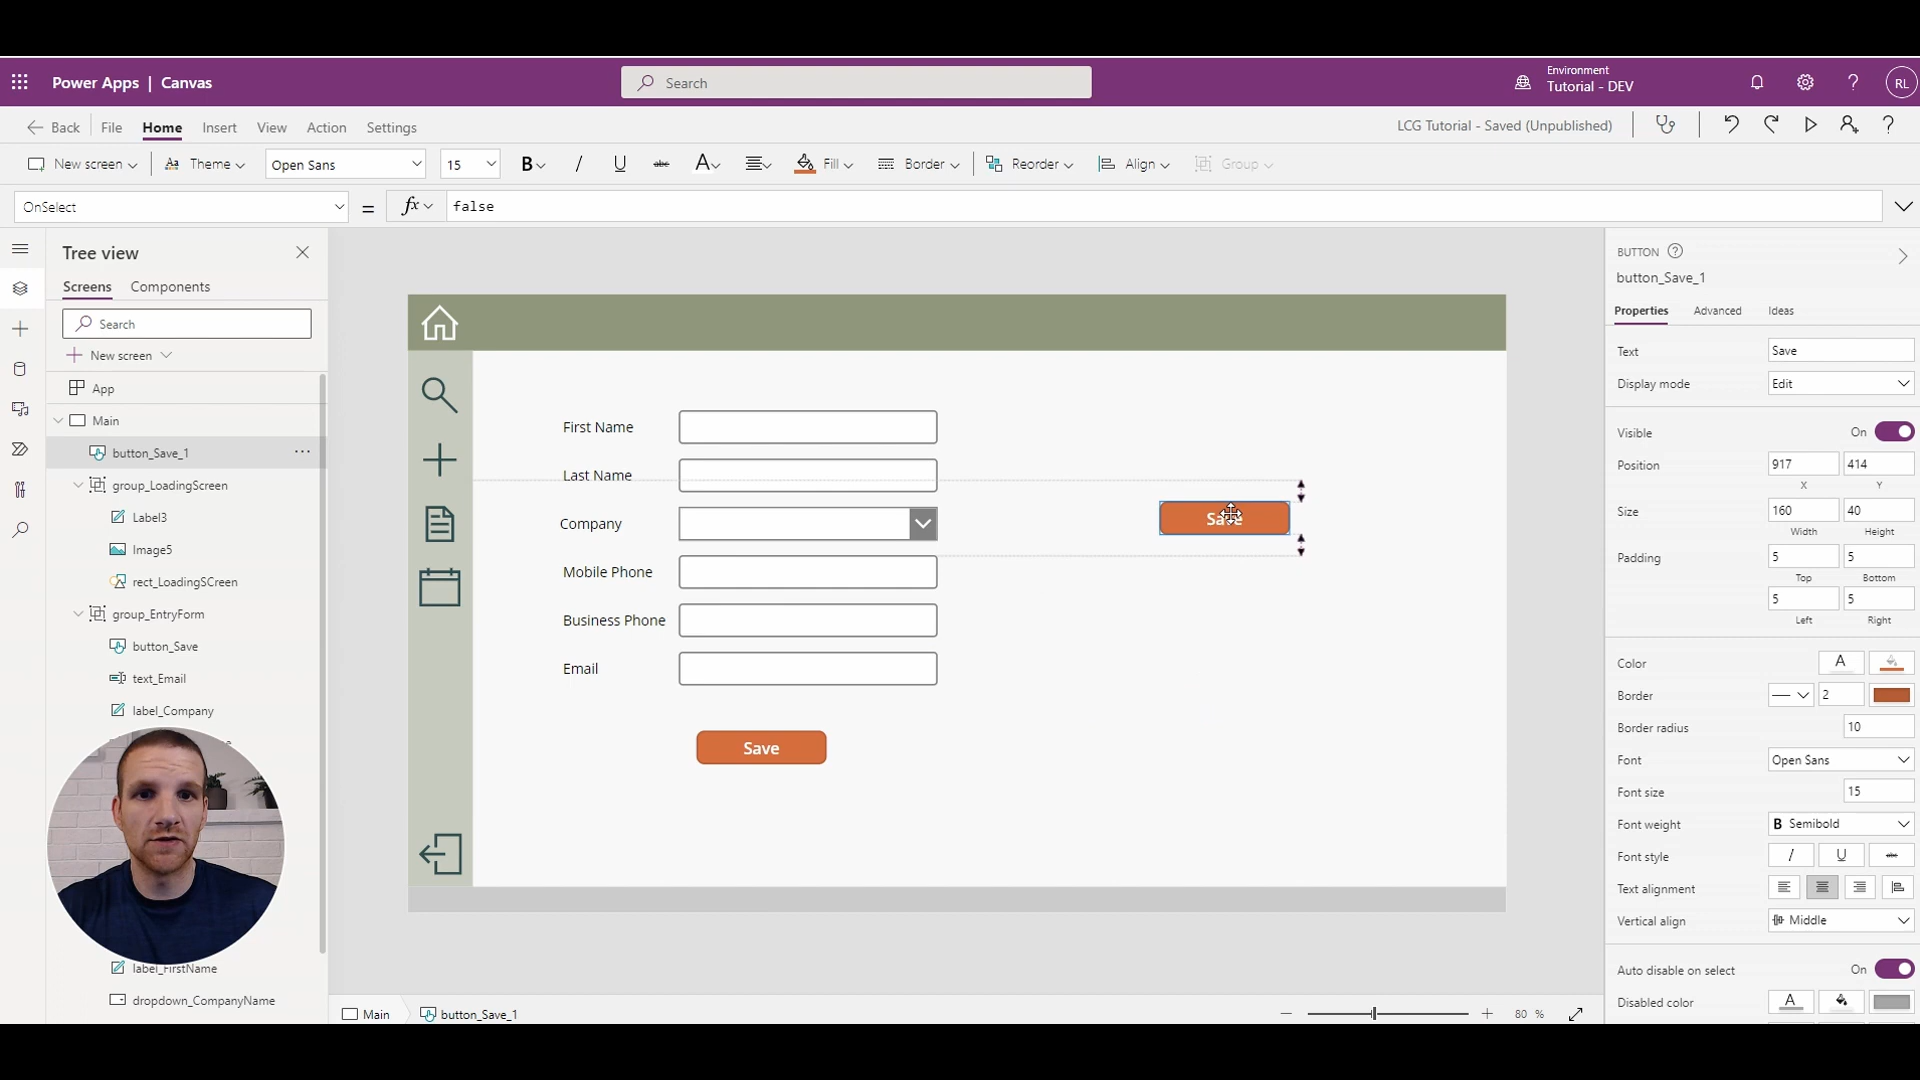 Power Apps | Canvas
Search
Environment
Tutorial - DEV
RL
Back
File
Home
Insert
View
Action
Settings
LCG Tutorial - Saved (Unpublished)
New screen
Theme
Open Sans
15
B
Fill
Border
Reorder
Align
Group
OnSelect
=
fx
false
Tree view
Screens
Components
Search
New screen
App
Main
button_Save_1
group_LoadingScreen
Label3
Image5
rect_LoadingSCreen
group_EntryForm
button_Save
text_Email
label_Company
label_FirstName
dropdown_CompanyName
First Name
Last Name
Company
Mobile Phone
Business Phone
Email
Save
Save
Main
button_Save_1
80 %
BUTTON
button_Save_1
Properties
Advanced
Ideas
Text
Save
Display mode
Edit
Visible
On
Position
917
414
X
Y
Size
160
40
Width
Height
Padding
5
5
Top
Bottom
5
5
Left
Right
Color
Border
2
Border radius
10
Font
Open Sans
Font size
15
Font weight
B Semibold
Font style
Text alignment
Vertical align
Middle
Auto disable on select
On
Disabled color